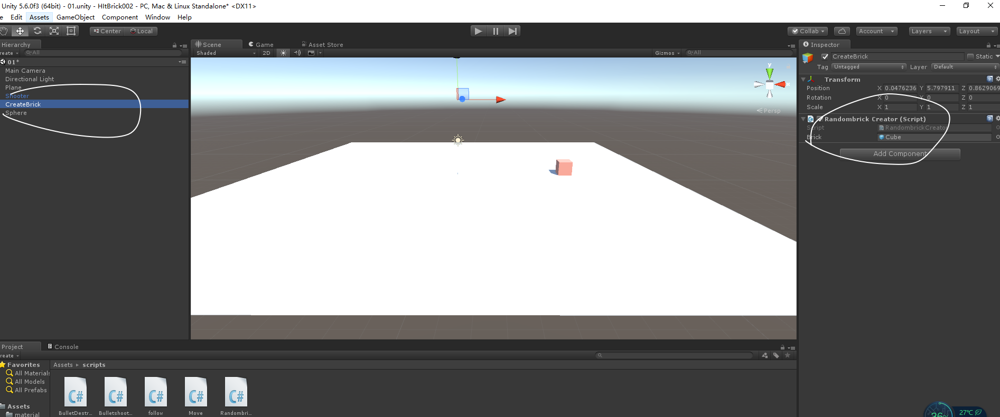 Unity 5.6.0f3 (64bit) - 01.unity - HItBrick002 - PC, Mac & Linux Standalone* <DX11>
e Edit Assets GameObject Component Window Help
Center Local Collab Account Layers Layout
Hierarchy Scene Game Asset Store Inspector
reate All Shaded 2D Gizmos All CreateBrick Static
01*
Tag Untagged Layer Default
Main Camera
Directional Light
Plane
Shooter
CreateBrick
Sphere
y
x
Persp
Transform
Position X 0.0476236 Y 5.797911 Z 0.8629069
Rotation X 0 Y 0 Z 0
Scale X 1 Y 1 Z 1
Randombrick Creator (Script)
Script RandombrickCreator
Brick Cube
Add Component
Project Console
reate
Favorites
All Materials
All Models
All Prefabs
Assets
material
Assets scripts
C# C# C# C# C#
BulletDestr... Bulletshoot... follow Move Randombri...
27°C